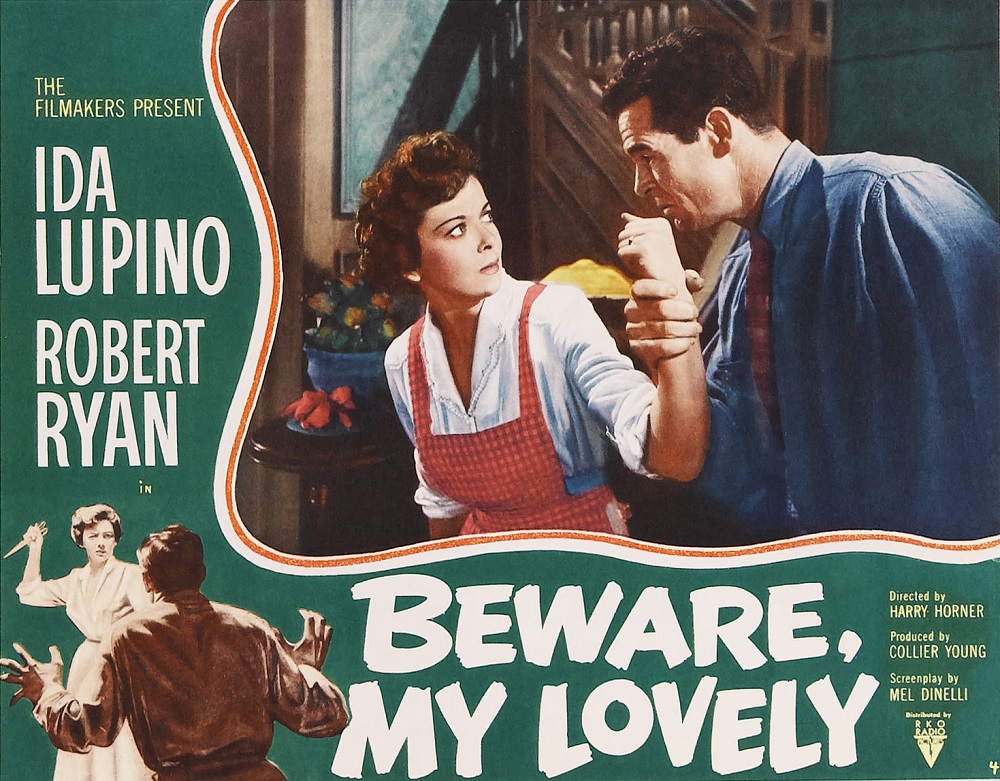 THE
FILMAKERS PRESENT
IDA
LUPINO
ROBERT
RYAN
IN
BEWARE,
MY LOVELY
Directed by
HARRY HORNER
Produced by
COLLIER YOUNG
Screenplay by
MEL DINELLI
Distributed by
RKO
RADIO
4